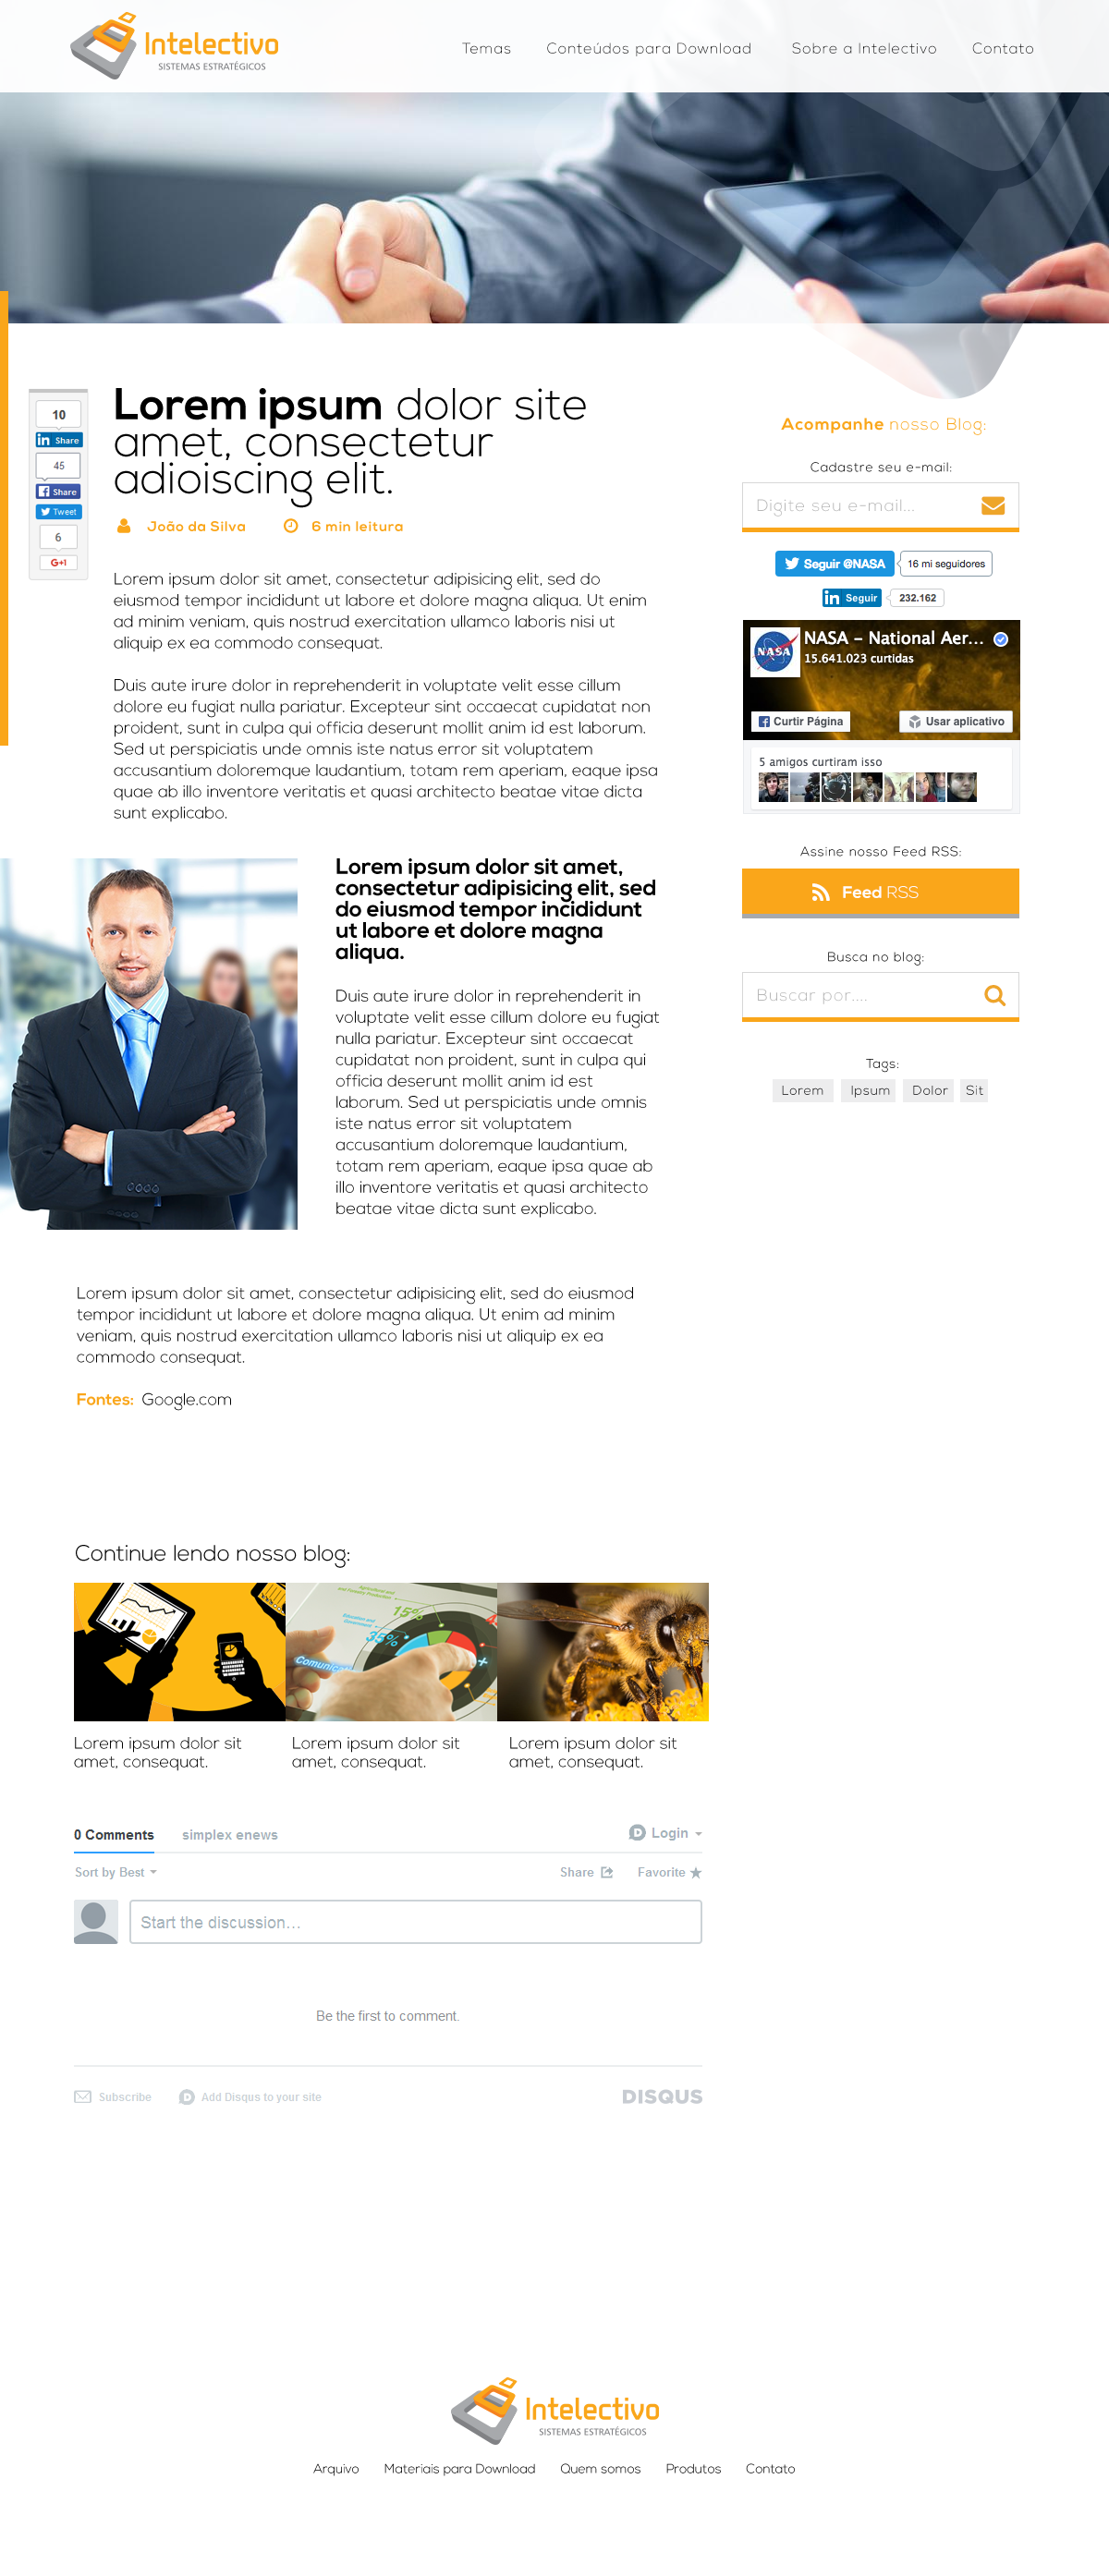 Intelectivo
SISTEMAS ESTRATÉGICOS
Temas
Conteúdos para Download
Sobre a Intelectivo
Contato
10
in Share
45
Share
Tweet
6
G+1
Lorem ipsum dolor site
amet, consectetur
adioiscing elit.
João da Silva
6 min leitura
Lorem ipsum dolor sit amet, consectetur adipisicing elit, sed do
eiusmod tempor incididunt ut labore et dolore magna aliqua. Ut enim
ad minim veniam, quis nostrud exercitation ullamco laboris nisi ut
aliquip ex ea commodo consequat.
Duis aute irure dolor in reprehenderit in voluptate velit esse cillum
dolore eu fugiat nulla pariatur. Excepteur sint occaecat cupidatat non
proident, sunt in culpa qui officia deserunt mollit anim id est laborum.
Sed ut perspiciatis unde omnis iste natus error sit voluptatem
accusantium doloremque laudantium, totam rem aperiam, eaque ipsa
quae ab illo inventore veritatis et quasi architecto beatae vitae dicta
sunt explicabo.
Lorem ipsum dolor sit amet,
consectetur adipisicing elit, sed
do eiusmod tempor incididunt
ut labore et dolore magna
aliqua.
Duis aute irure dolor in reprehenderit in
voluptate velit esse cillum dolore eu fugiat
nulla pariatur. Excepteur sint occaecat
cupidatat non proident, sunt in culpa qui
officia deserunt mollit anim id est
laborum. Sed ut perspiciatis unde omnis
iste natus error sit voluptatem
accusantium doloremque laudantium,
totam rem aperiam, eaque ipsa quae ab
illo inventore veritatis et quasi architecto
beatae vitae dicta sunt explicabo.
Lorem ipsum dolor sit amet, consectetur adipisicing elit, sed do eiusmod
tempor incididunt ut labore et dolore magna aliqua. Ut enim ad minim
veniam, quis nostrud exercitation ullamco laboris nisi ut aliquip ex ea
commodo consequat.
Fontes: Google.com
Acompanhe nosso Blog:
Cadastre seu e-mail:
Digite seu e-mail...
Seguir @NASA
16 mi seguidores
in Seguir
232.162
NASA
NASA – National Aer...
15.641.023 curtidas
Curtir Página
Usar aplicativo
5 amigos curtiram isso
Assine nosso Feed RSS:
Feed RSS
Busca no blog:
Buscar por....
Tags:
Lorem
Ipsum
Dolor
Sit
Continue lendo nosso blog:
15%
35%
Lorem ipsum dolor sit
amet, consequat.
Lorem ipsum dolor sit
amet, consequat.
Lorem ipsum dolor sit
amet, consequat.
0 Comments
simplex enews
Login
Sort by Best
Share
Favorite
Start the discussion...
Be the first to comment.
Subscribe
Add Disqus to your site
DISQUS
Intelectivo
SISTEMAS ESTRATÉGICOS
Arquivo
Materiais para Download
Quem somos
Produtos
Contato